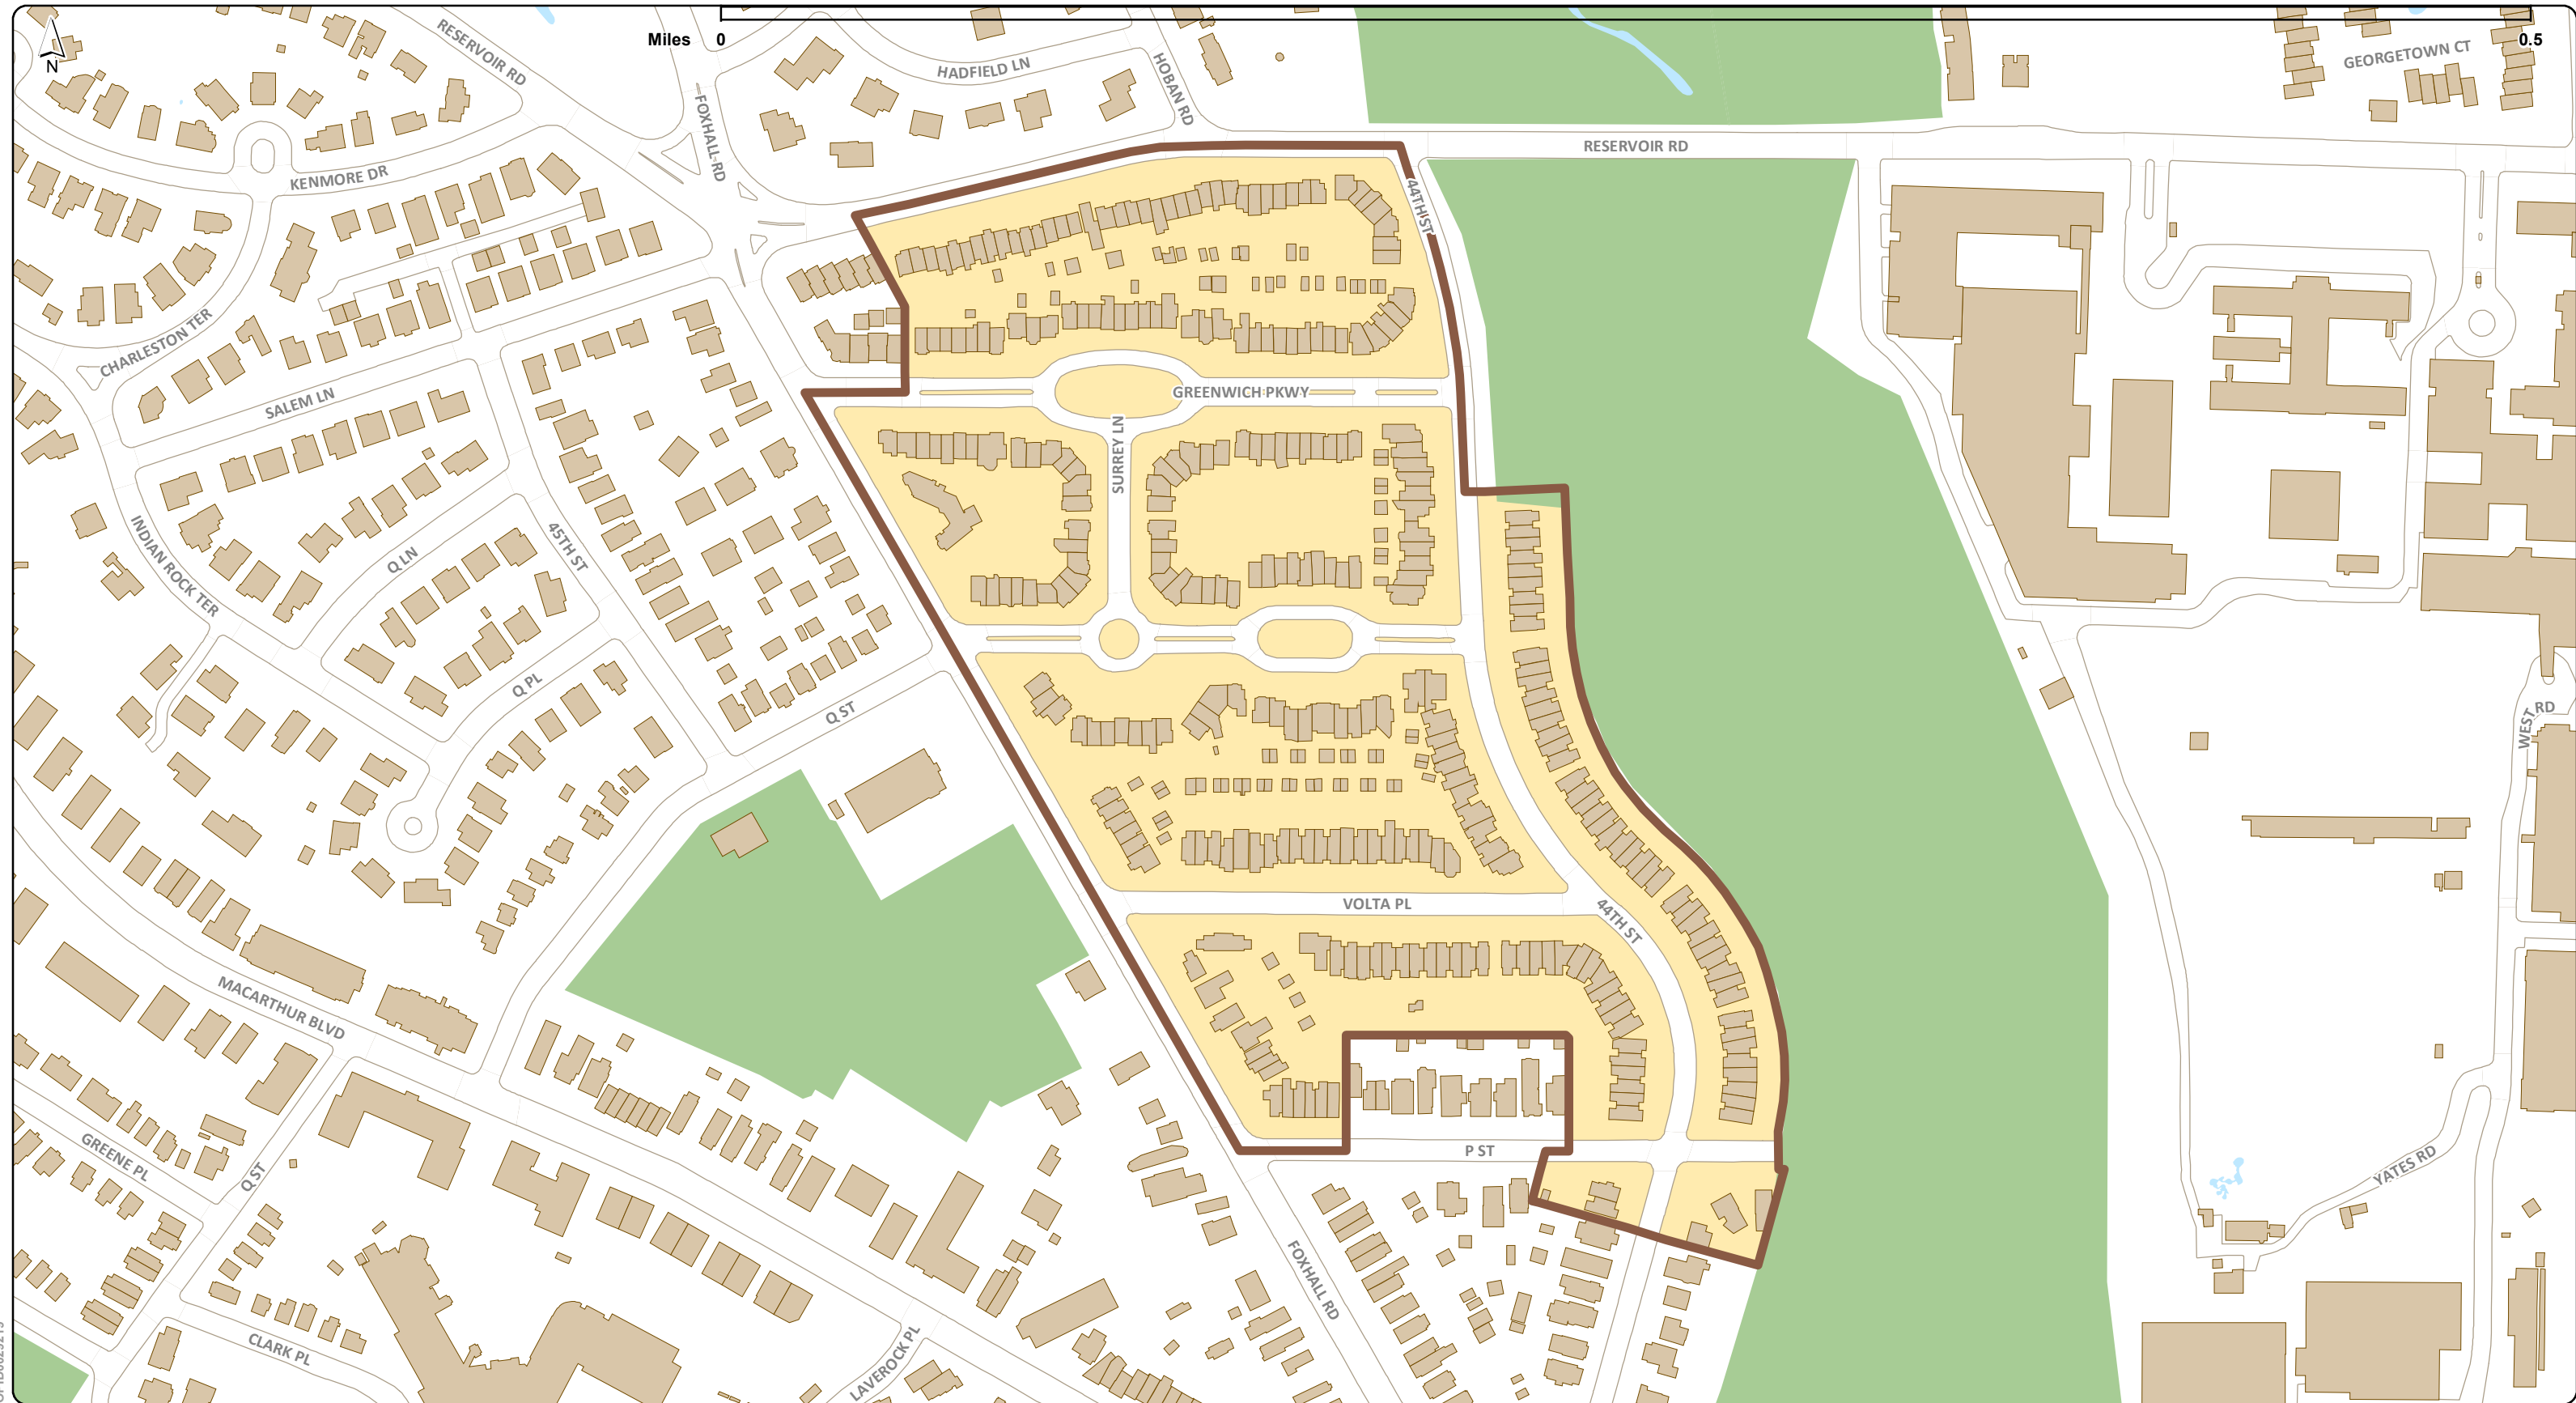 RESERVOIR RD
Miles 0
0.5
N
HADFIELD LN
HOBAN RD
GEORGETOWN CT
FOXHALL RD
RESERVOIR RD
KENMORE DR
44TH ST
CHARLESTON TER
SALEM LN
GREENWICH PKWY
SURREY LN
INDIAN ROCK TER
Q LN
45TH ST
Q PL
Q ST
WEST RD
VOLTA PL
44TH ST
MACARTHUR BLVD
P ST
GREENE PL
Q ST
YATES RD
FOXHALL RD
CLARK PL
LAVEROCK PL